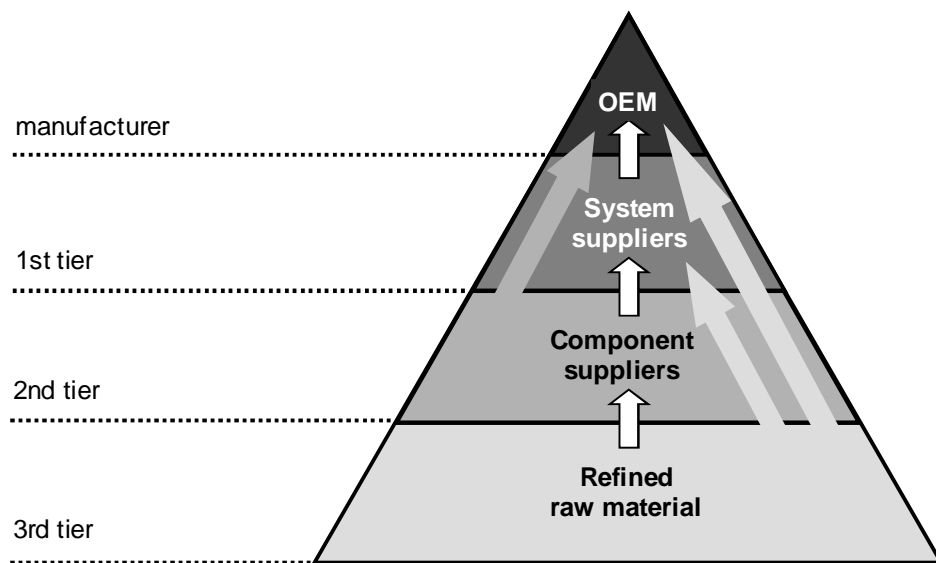 OEM
manufacturer
System
suppliers
1st tier
Component
suppliers
2nd tier
Refined
raw material
3rd tier